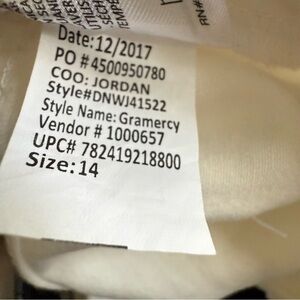 Date:12/2017
PO # 4500950780
COO: JORDAN
Style#DNWJ41522
Style Name: Gramercy
Vendor # 1000657
UPC# 782419218800
Size:14